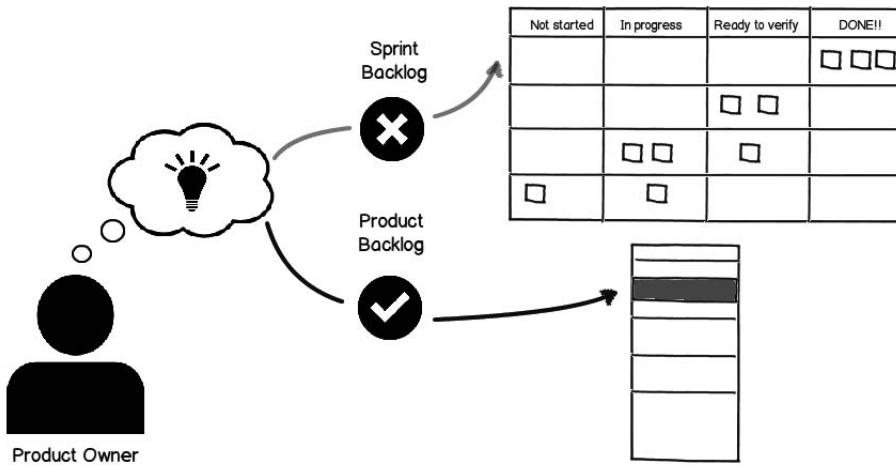 Not started In progress Ready to verify DONE!!
Sprint
Backlog
Product
Backlog
Product Owner